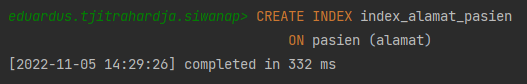 eduardus.tjitrahardja.siwanap> CREATE INDEX index_alamat_pasien
ON pasien (alamat)
[2022-11-05 14:29:26] completed in 332 ms